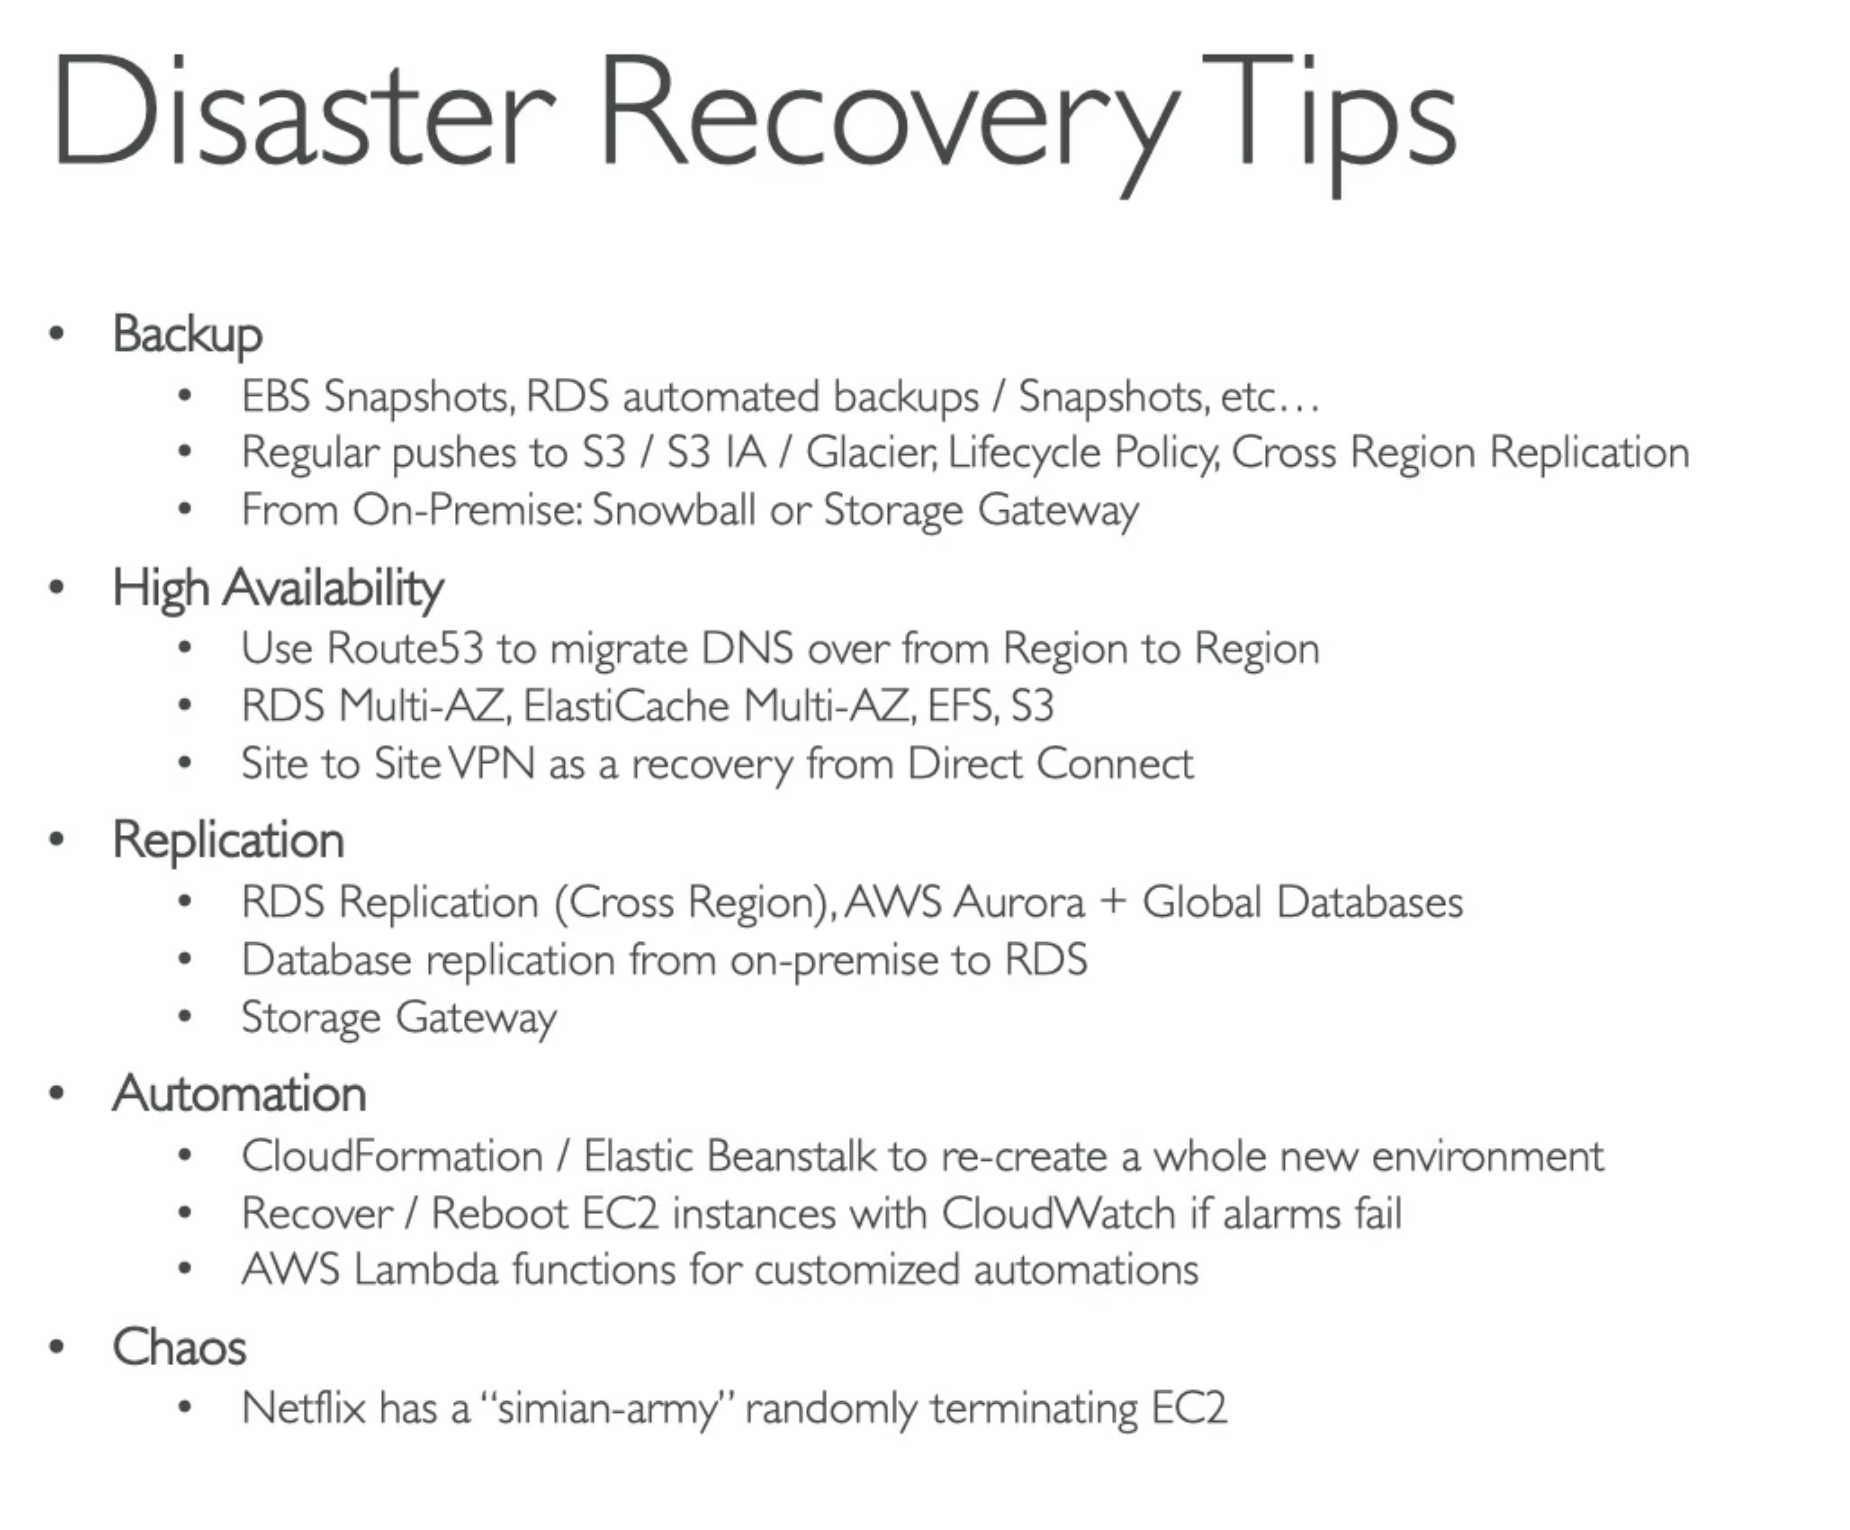 Disaster Recovery Tips
• Backup
• EBS Snapshots, RDS automated backups / Snapshots, etc…
• Regular pushes to S3 / S3 IA / Glacier, Lifecycle Policy, Cross Region Replication
• From On-Premise: Snowball or Storage Gateway
• High Availability
• Use Route53 to migrate DNS over from Region to Region
• RDS Multi-AZ, ElastiCache Multi-AZ, EFS, S3
• Site to Site VPN as a recovery from Direct Connect
• Replication
• RDS Replication (Cross Region), AWS Aurora + Global Databases
• Database replication from on-premise to RDS
• Storage Gateway
• Automation
• CloudFormation / Elastic Beanstalk to re-create a whole new environment
• Recover / Reboot EC2 instances with CloudWatch if alarms fail
• AWS Lambda functions for customized automations
• Chaos
• Netflix has a “simian-army” randomly terminating EC2